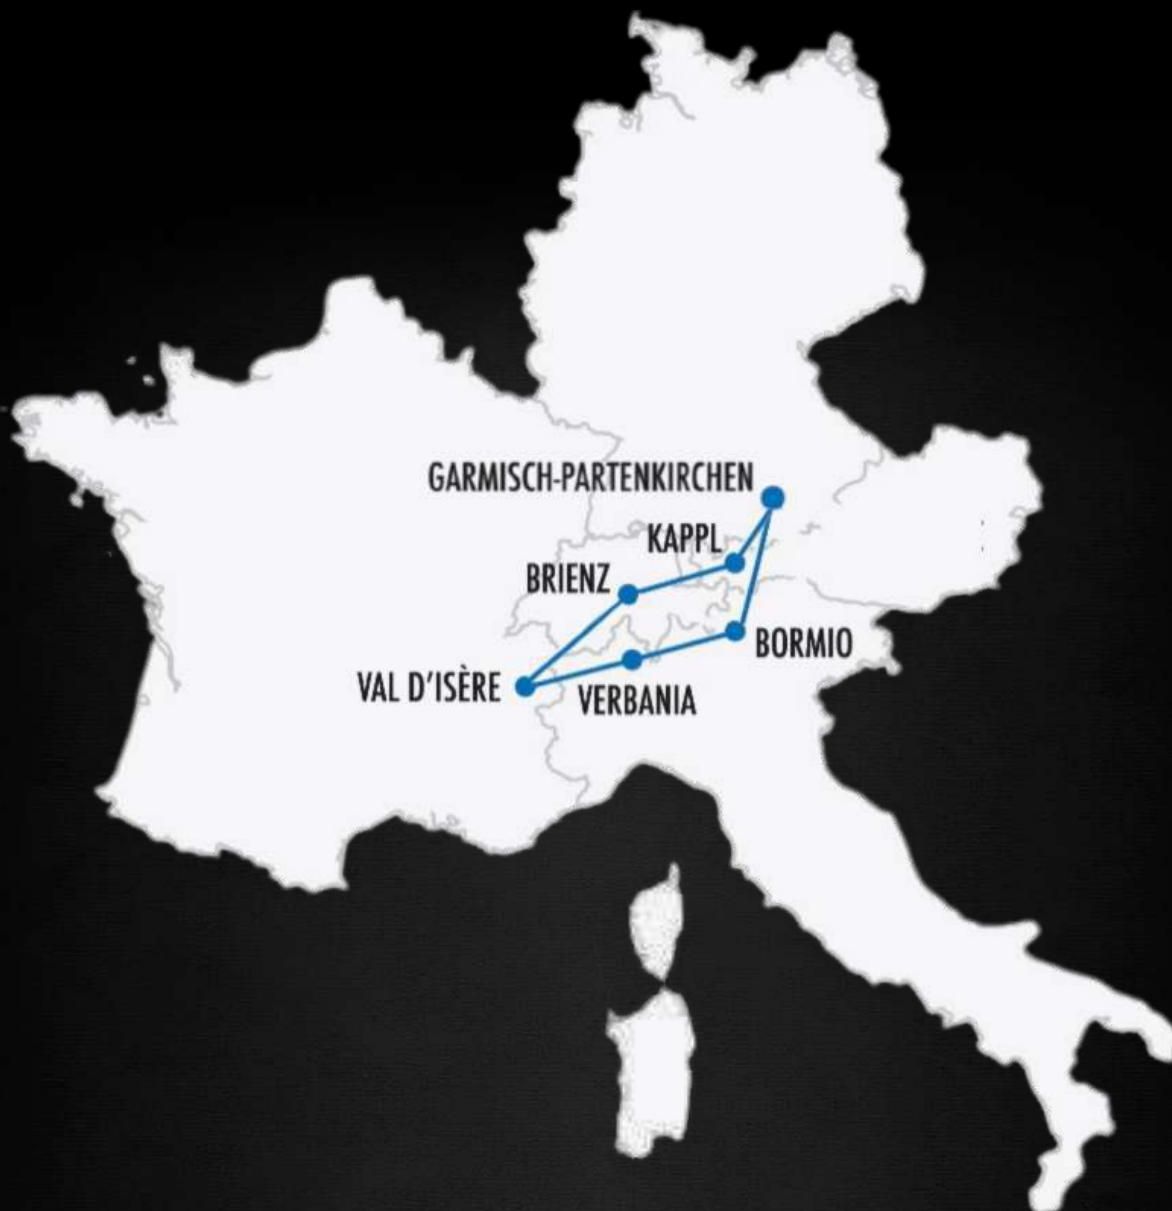 GARMISCH-PARTENKIRCHEN
KAPPL
BRIENZ
BORMIO
VAL D'ISÈRE
VERBANIA